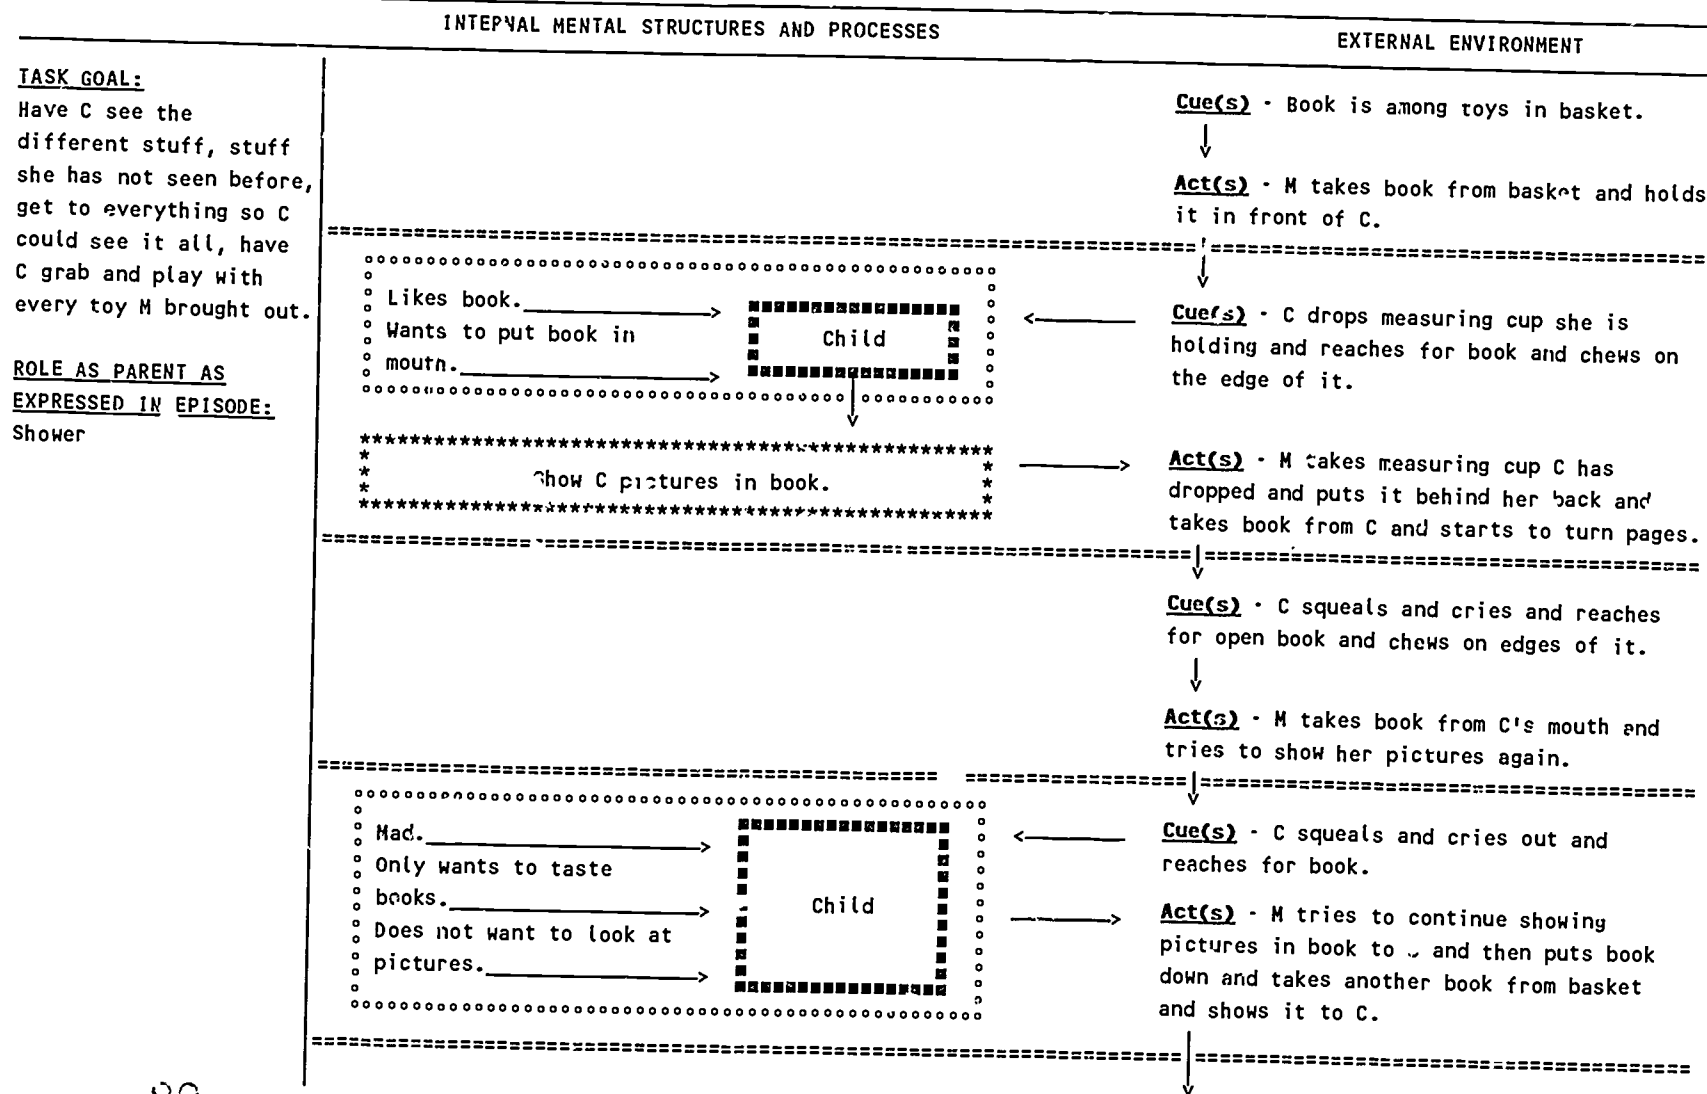 INTERNAL MENTAL STRUCTURES AND PROCESSES
EXTERNAL ENVIRONMENT
TASK GOAL:
Have C see the
different stuff, stuff
she has not seen before,
get to everything so C
could see it all, have
C grab and play with
every toy M brought out.
ROLE AS PARENT AS
EXPRESSED IN EPISODE:
Shower
Cue(s) - Book is among toys in basket.
Act(s) - M takes book from basket and holds
it in front of C.
Likes book.
Wants to put book in
mouth.
Child
Cue(s) - C drops measuring cup she is
holding and reaches for book and chews on
the edge of it.
Show C pictures in book.
Act(s) - M takes measuring cup C has
dropped and puts it behind her back and
takes book from C and starts to turn pages.
Cue(s) - C squeals and cries and reaches
for open book and chews on edges of it.
Act(s) - M takes book from C's mouth and
tries to show her pictures again.
Mad.
Only wants to taste
books.
Does not want to look at
pictures.
Child
Cue(s) - C squeals and cries out and
reaches for book.
Act(s) - M tries to continue showing
pictures in book to and then puts book
down and takes another book from basket
and shows it to C.